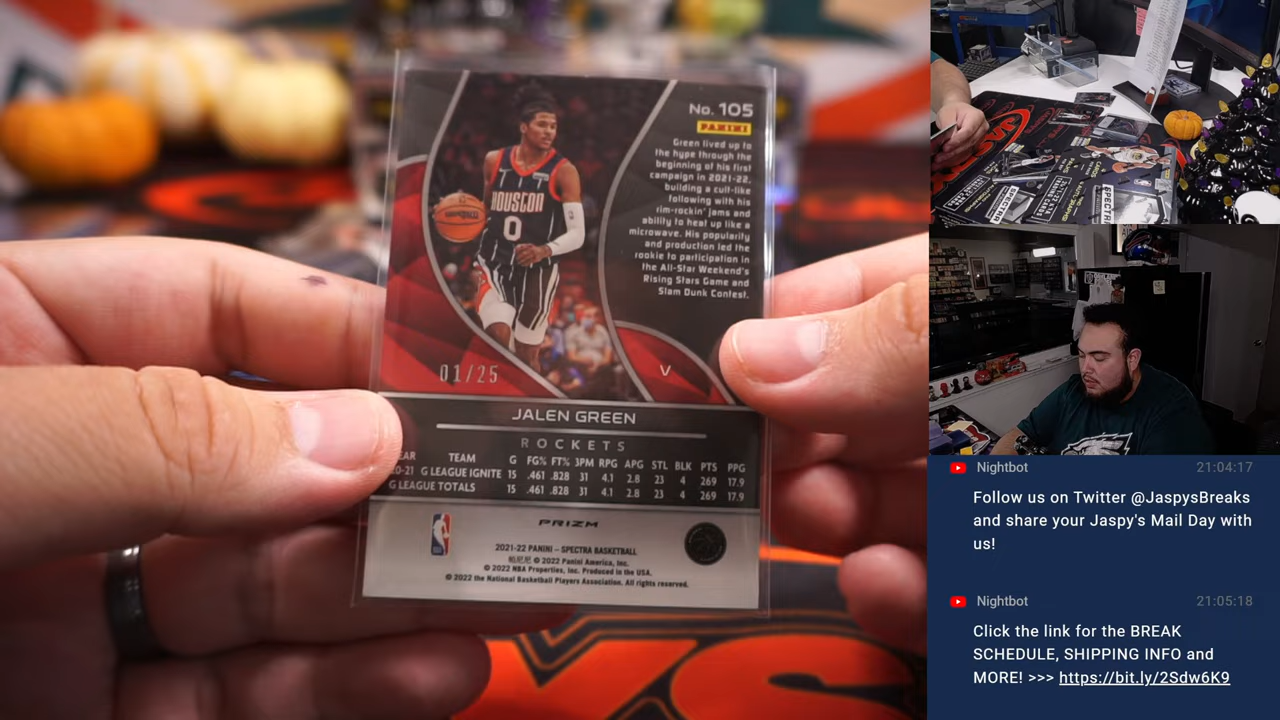 No. 105
PANINI
Green lived up to
the hype through the
beginning of his first
campaign in 2021-22,
building a cult-like
following with his
rim-rockin' jams and
ability to heat up like a
microwave. His popularity
and production led the
rookie to participation in
the All-Star Weekend's
Rising Stars Game and
Slam Dunk Contest.
HOUSTON
0
01/25
V
JALEN GREEN
ROCKETS
TEAM G FG% FT% 3PM RPG APG STL BLK PTS PPG
G LEAGUE IGNITE 15 .461 .828 31 4.1 2.8 23 4 269 17.9
G LEAGUE TOTALS 15 .461 .828 31 4.1 2.8 23 4 269 17.9
PRIZM
2021-22 PANINI – SPECTRA BASKETBALL
© 2022 Panini America, Inc.
© 2022 NBA Properties, Inc. Produced in the USA.
© 2022 the National Basketball Players Association. All rights reserved.
SPECTRA
Nightbot 21:04:17
Follow us on Twitter @JaspysBreaks
and share your Jaspy's Mail Day with
us!
Nightbot 21:05:18
Click the link for the BREAK
SCHEDULE, SHIPPING INFO and
MORE! >>> https://bit.ly/2Sdw6K9